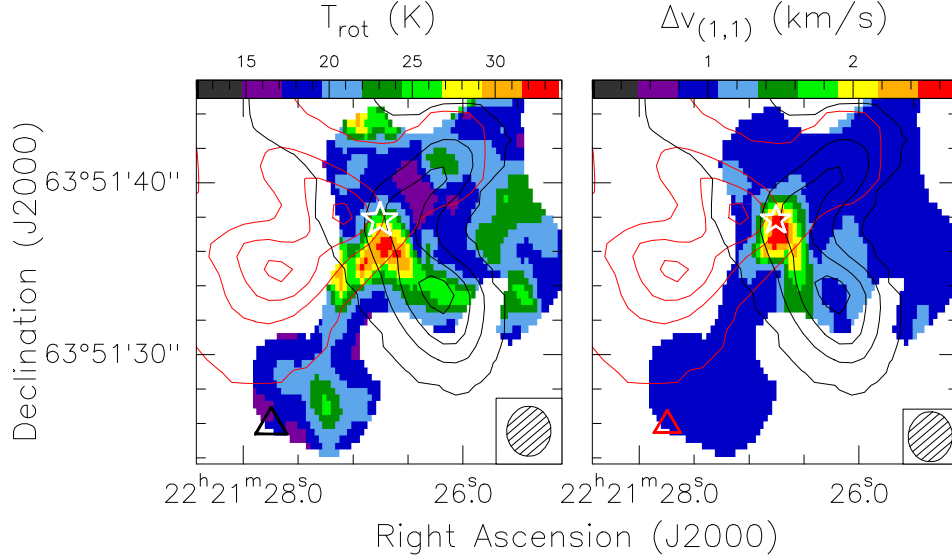 T_rot (K) Δv_(1,1) (km/s)
15 20 25 30 1 2
63°51'40''
63°51'30''
22^h21^m28^s.0 26^s.0 22^h21^m28^s.0 26^s.0
Right Ascension (J2000)
Declination (J2000)